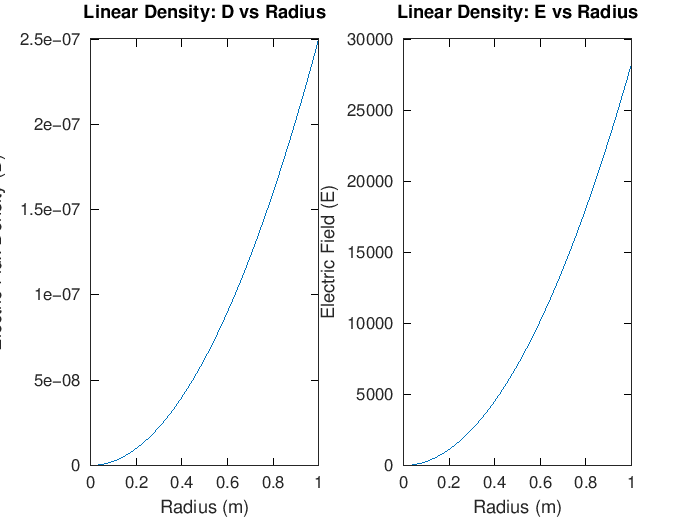 Linear Density: D vs Radius
2.5e−07
2e−07
1.5e−07
1e−07
5e−08
0
0 0.2 0.4 0.6 0.8 1
Radius (m)
Linear Density: E vs Radius
Electric Field (E)
30000
25000
20000
15000
10000
5000
0
0 0.2 0.4 0.6 0.8 1
Radius (m)